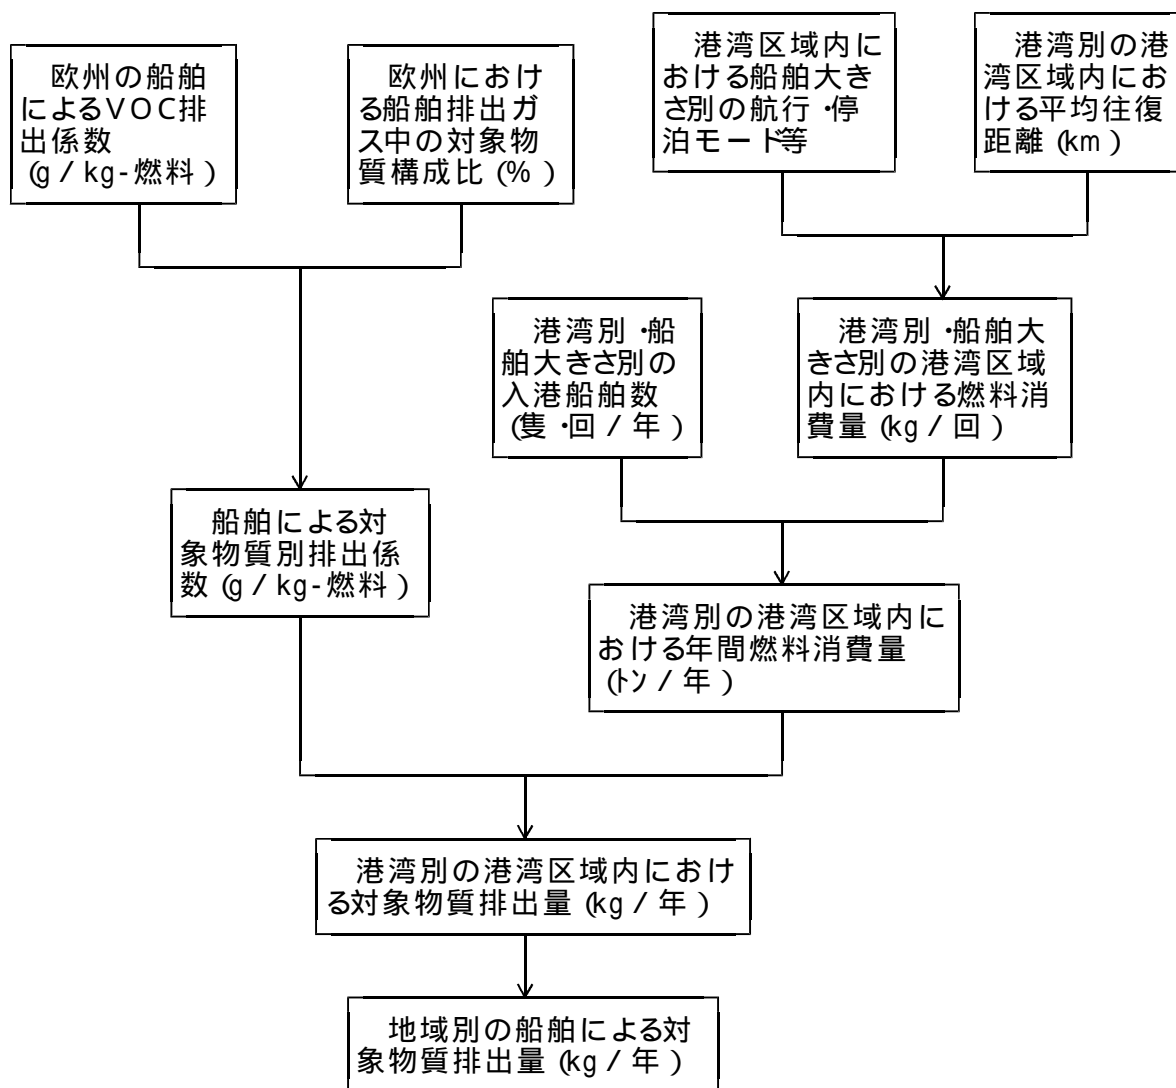 欧州の船舶
によるVOC排
出係数
(g/kg-燃料)
欧州におけ
る船舶排出ガ
ス中の対象物
質構成比(%)
港湾区域内に
おける船舶大き
さ別の航行・停
泊モード等
港湾別の港
湾区域内にお
ける平均往復
距離(km)
港湾別・船
舶大きさ別の
入港船舶数
(隻・回/年)
港湾別・船舶大
きさ別の港湾区域
内における燃料消
費量(kg/回)
船舶による対
象物質別排出係
数(g/kg-燃料)
港湾別の港湾区域内に
おける年間燃料消費量
(トン/年)
港湾別の港湾区域内におけ
る対象物質排出量(kg/年)
地域別の船舶による対
象物質排出量(kg/年)